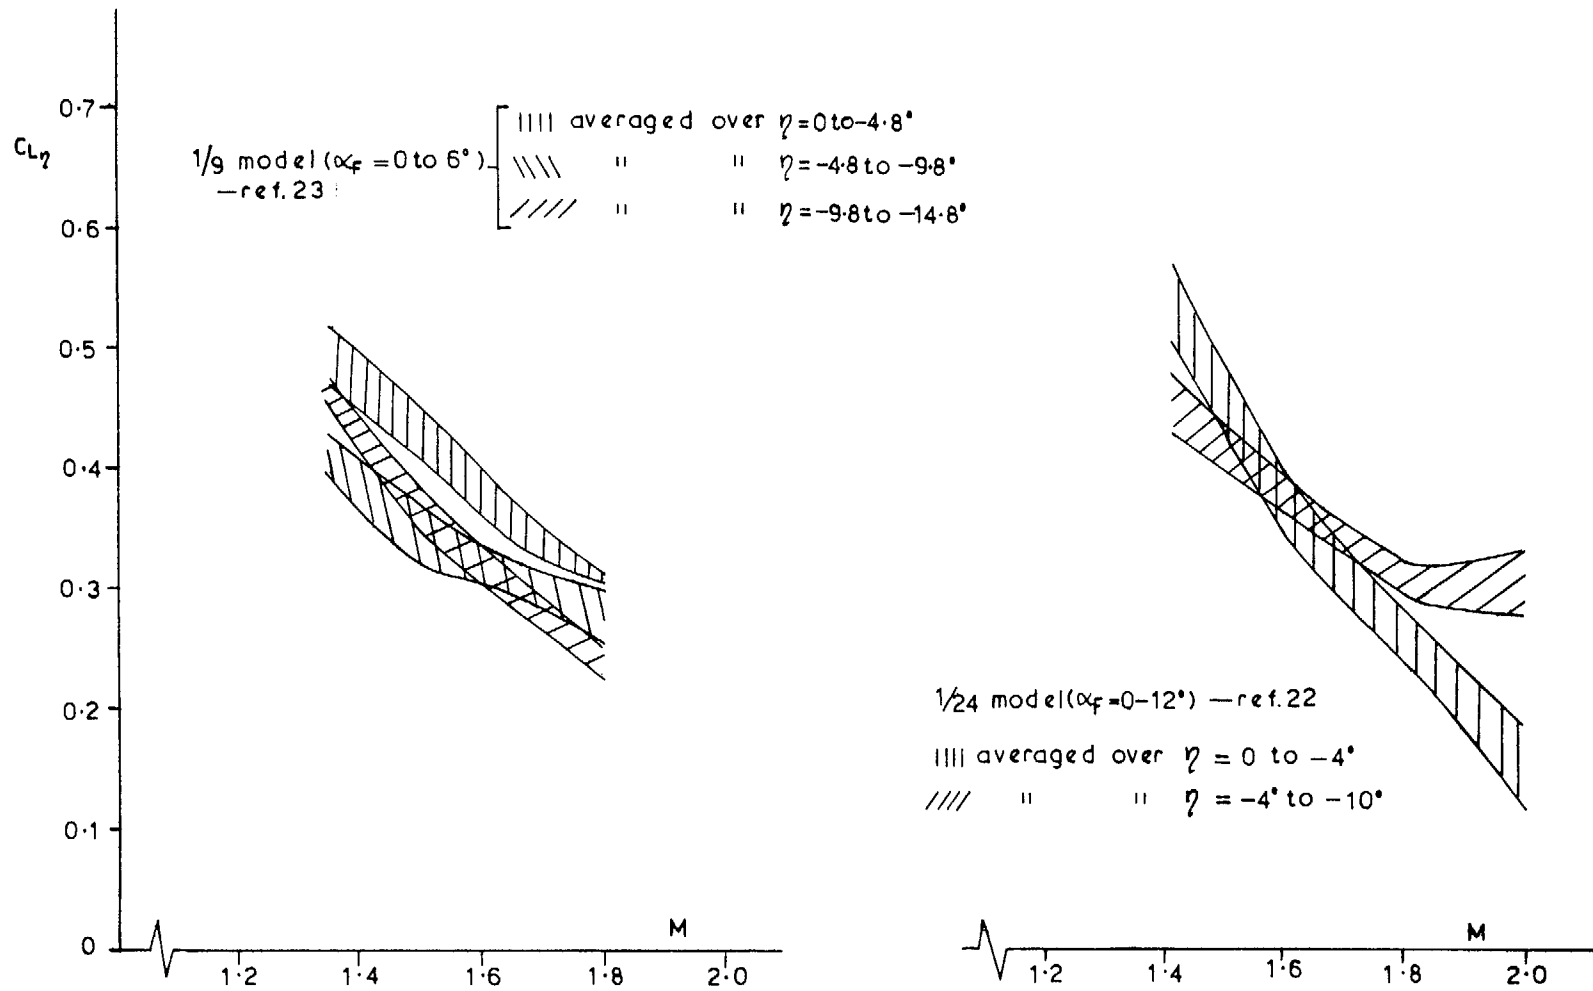 0·7
CLη
0·6
0·5
0·4
0·3
0·2
0·1
0
1/9 model (αF = 0 to 6°)
—ref. 23
averaged over η = 0 to -4·8°
" " η = -4·8 to -9·8°
" " η = -9·8 to -14·8°
M
1·2 1·4 1·6 1·8 2·0
1/24 model (αF = 0-12°) — ref. 22
averaged over η = 0 to -4°
" " η = -4° to -10°
M
1·2 1·4 1·6 1·8 2·0